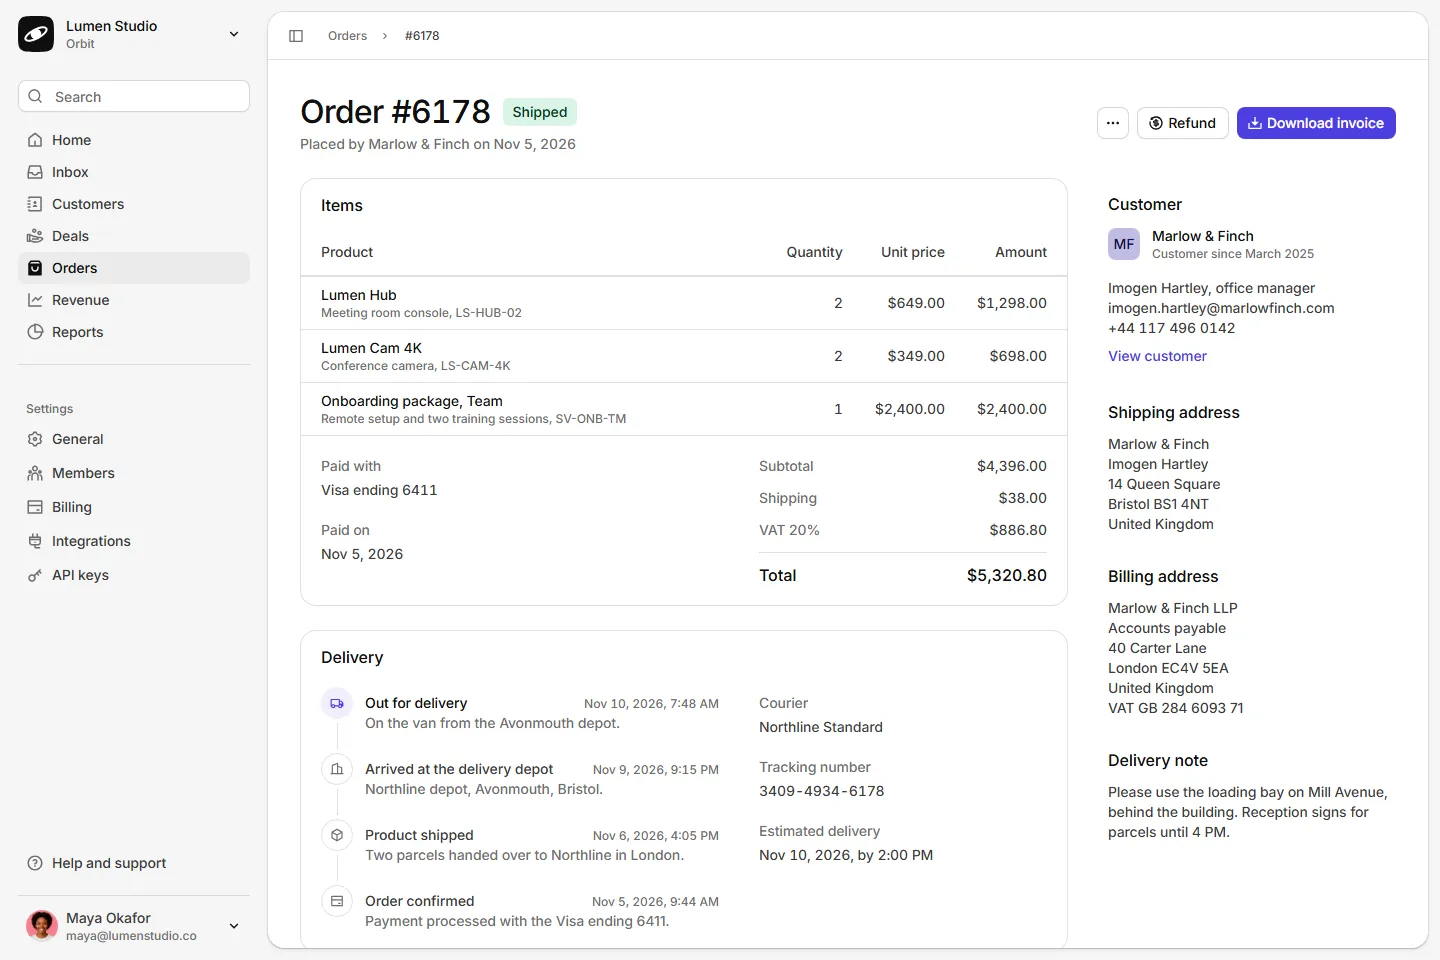 Lumen Studio
Orbit
Search
Home
Inbox
Customers
Deals
Orders
Revenue
Reports
Settings
General
Members
Billing
Integrations
API keys
Help and support
Maya Okafor
maya@lumenstudio.co
Orders > #6178
Order #6178 Shipped
Placed by Marlow & Finch on Nov 5, 2026
Refund
Download invoice
Items
Product Quantity Unit price Amount
Lumen Hub
Meeting room console, LS-HUB-02
2 $649.00 $1,298.00
Lumen Cam 4K
Conference camera, LS-CAM-4K
2 $349.00 $698.00
Onboarding package, Team
Remote setup and two training sessions, SV-ONB-TM
1 $2,400.00 $2,400.00
Paid with
Visa ending 6411
Paid on
Nov 5, 2026
Subtotal $4,396.00
Shipping $38.00
VAT 20% $886.80
Total $5,320.80
Delivery
Out for delivery Nov 10, 2026, 7:48 AM
On the van from the Avonmouth depot.
Arrived at the delivery depot Nov 9, 2026, 9:15 PM
Northline depot, Avonmouth, Bristol.
Product shipped Nov 6, 2026, 4:05 PM
Two parcels handed over to Northline in London.
Order confirmed Nov 5, 2026, 9:44 AM
Payment processed with the Visa ending 6411.
Courier
Northline Standard
Tracking number
3409-4934-6178
Estimated delivery
Nov 10, 2026, by 2:00 PM
Customer
MF
Marlow & Finch
Customer since March 2025
Imogen Hartley, office manager
imogen.hartley@marlowfinch.com
+44 117 496 0142
View customer
Shipping address
Marlow & Finch
Imogen Hartley
14 Queen Square
Bristol BS1 4NT
United Kingdom
Billing address
Marlow & Finch LLP
Accounts payable
40 Carter Lane
London EC4V 5EA
United Kingdom
VAT GB 284 6093 71
Delivery note
Please use the loading bay on Mill Avenue,
behind the building. Reception signs for
parcels until 4 PM.